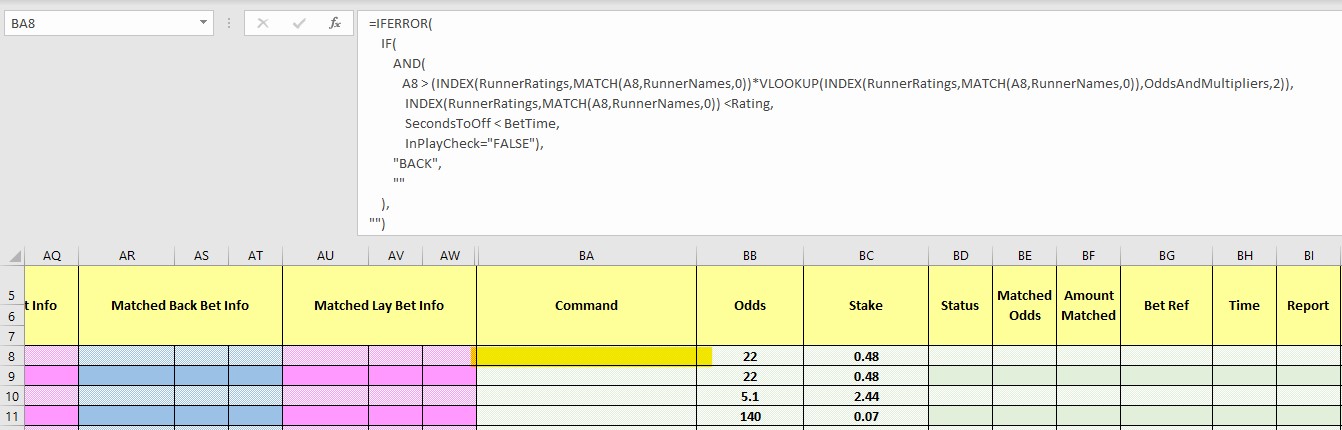 BA8
fx
=IFERROR(
IF(
AND(
A8 > (INDEX(RunnerRatings,MATCH(A8,RunnerNames,0))*VLOOKUP(INDEX(RunnerRatings,MATCH(A8,RunnerNames,0)),OddsAndMultipliers,2)),
INDEX(RunnerRatings,MATCH(A8,RunnerNames,0)) <Rating,
SecondsToOff < BetTime,
InPlayCheck="FALSE"),
"BACK",
""
),
"")
AQ AR AS AT AU AV AW BA BB BC BD BE BF BG BH BI
5 t Info Matched Back Bet Info Matched Lay Bet Info Command Odds Stake Status Matched Odds Amount Matched Bet Ref Time Report
6
7
8 22 0.48
9 22 0.48
10 5.1 2.44
11 140 0.07